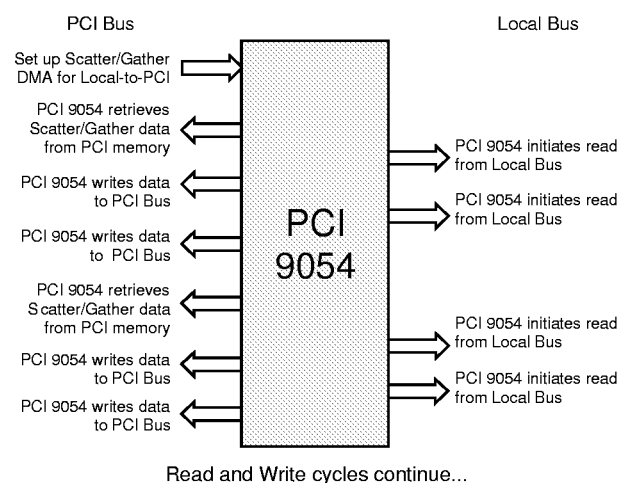 PCI Bus
Local Bus
Set up Scatter/Gather
DMA for Local-to-PCI
PCI 9054 retrieves
Scatter/Gather data
from PCI memory
PCI 9054 writes data
to PCI Bus
PCI 9054 writes data
to PCI Bus
PCI 9054 retrieves
Scatter/Gather data
from PCI memory
PCI 9054 writes data
to PCI Bus
PCI 9054 writes data
to PCI Bus
PCI
9054
PCI 9054 initiates read
from Local Bus
PCI 9054 initiates read
from Local Bus
PCI 9054 initiates read
from Local Bus
PCI 9054 initiates read
from Local Bus
Read and Write cycles continue...